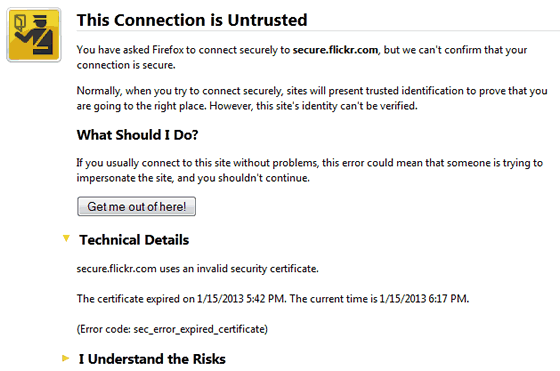 This Connection is Untrusted
You have asked Firefox to connect securely to secure.flickr.com, but we can't confirm that your
connection is secure.
Normally, when you try to connect securely, sites will present trusted identification to prove that you
are going to the right place. However, this site's identity can't be verified.
What Should I Do?
If you usually connect to this site without problems, this error could mean that someone is trying to
impersonate the site, and you shouldn't continue.
Get me out of here!
Technical Details
secure.flickr.com uses an invalid security certificate.
The certificate expired on 1/15/2013 5:42 PM. The current time is 1/15/2013 6:17 PM.
(Error code: sec_error_expired_certificate)
I Understand the Risks